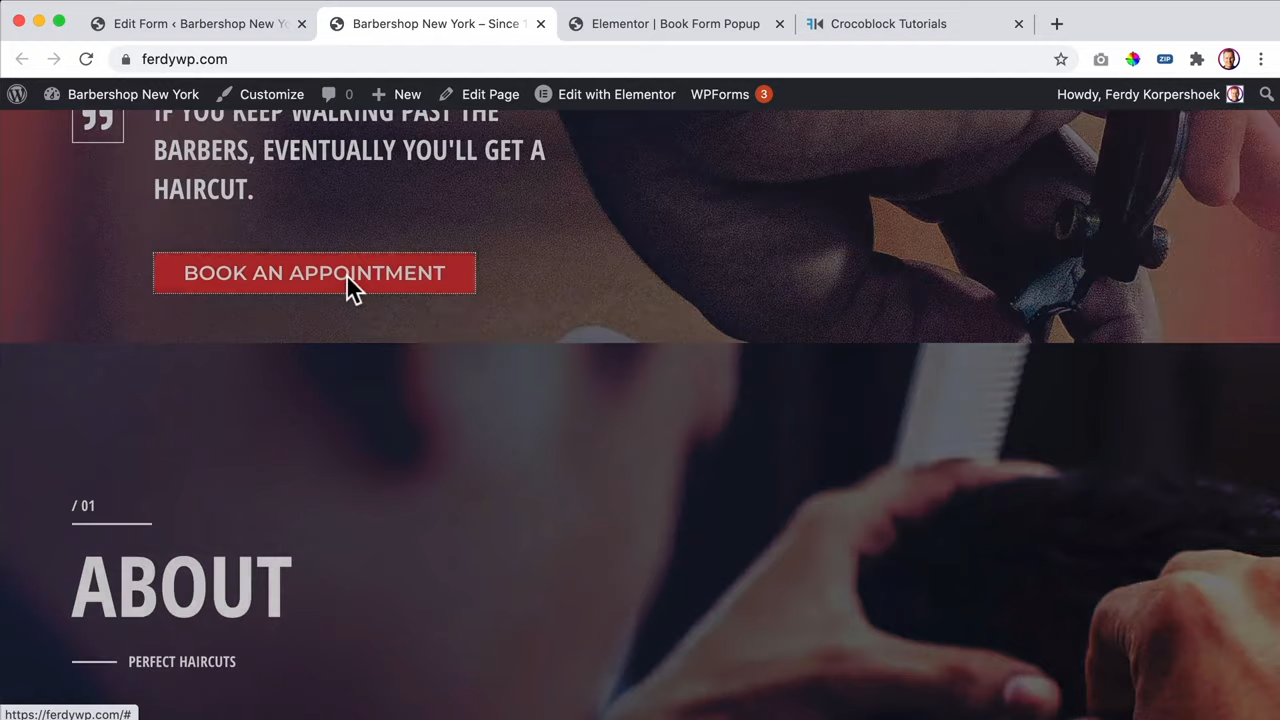 Edit Form ‹ Barbershop New Yo
Barbershop New York – Since 1
Elementor | Book Form Popup
Crocoblock Tutorials
ferdywp.com
ZIP
Barbershop New York
Customize
0
New
Edit Page
Edit with Elementor
WPForms 3
Howdy, Ferdy Korpershoek
IF YOU KEEP WALKING PAST THE
BARBERS, EVENTUALLY YOU'LL GET A
HAIRCUT.
BOOK AN APPOINTMENT
/ 01
ABOUT
PERFECT HAIRCUTS
https://ferdywp.com/#